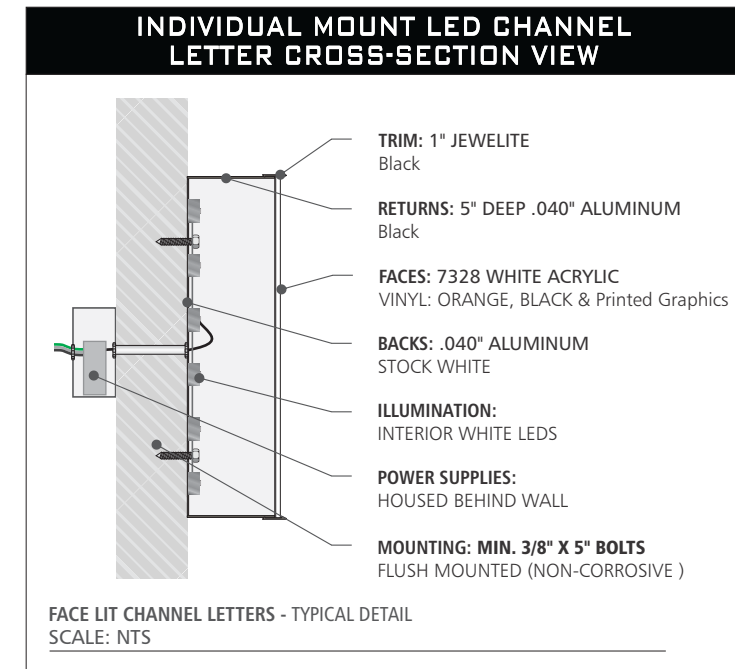 INDIVIDUAL MOUNT LED CHANNEL
LETTER CROSS-SECTION VIEW
TRIM: 1" JEWELITE
Black
RETURNS: 5" DEEP .040" ALUMINUM
Black
FACES: 7328 WHITE ACRYLIC
VINYL: ORANGE, BLACK & Printed Graphics
BACKS: .040" ALUMINUM
STOCK WHITE
ILLUMINATION:
INTERIOR WHITE LEDS
POWER SUPPLIES:
HOUSED BEHIND WALL
MOUNTING: MIN. 3/8" X 5" BOLTS
FLUSH MOUNTED (NON-CORROSIVE )
FACE LIT CHANNEL LETTERS - TYPICAL DETAIL
SCALE: NTS